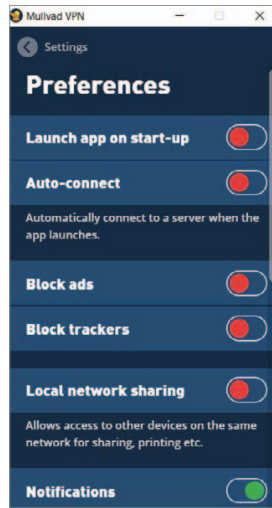 Mullvad VPN
Settings
Preferences
Launch app on start-up
Auto-connect
Automatically connect to a server when the
app launches.
Block ads
Block trackers
Local network sharing
Allows access to other devices on the same
network for sharing, printing etc.
Notifications